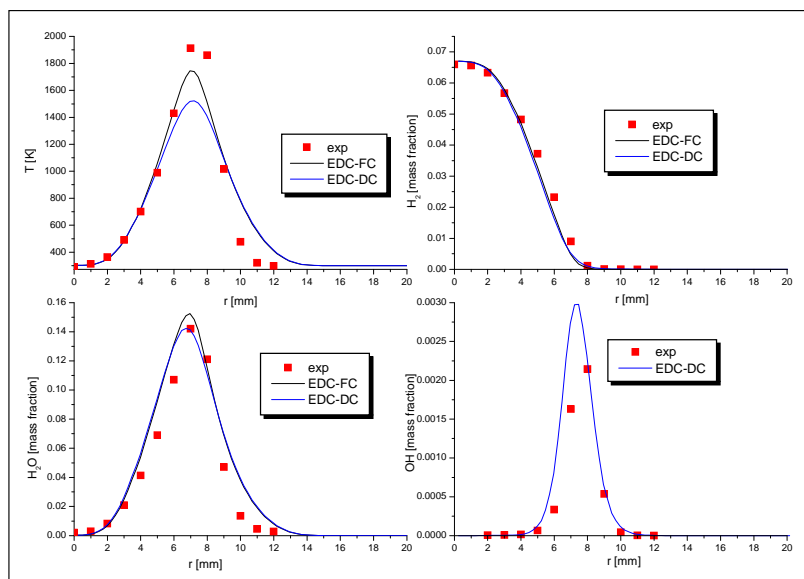 2000
1800
1600
1400
1200
1000
800
600
400
T [K]
exp
EDC-FC
EDC-DC
0 2 4 6 8 10 12 14 16 18 20
r [mm]
0.07
0.06
0.05
0.04
0.03
0.02
0.01
0.00
H2 [mass fraction]
exp
EDC-FC
EDC-DC
0 2 4 6 8 10 12 14 16 18 20
r [mm]
0.16
0.14
0.12
0.10
0.08
0.06
0.04
0.02
0.00
H2O [mass fraction]
exp
EDC-FC
EDC-DC
0 2 4 6 8 10 12 14 16 18 20
r [mm]
0.0030
0.0025
0.0020
0.0015
0.0010
0.0005
0.0000
OH [mass fraction]
exp
EDC-DC
0 2 4 6 8 10 12 14 16 18 20
r [mm]